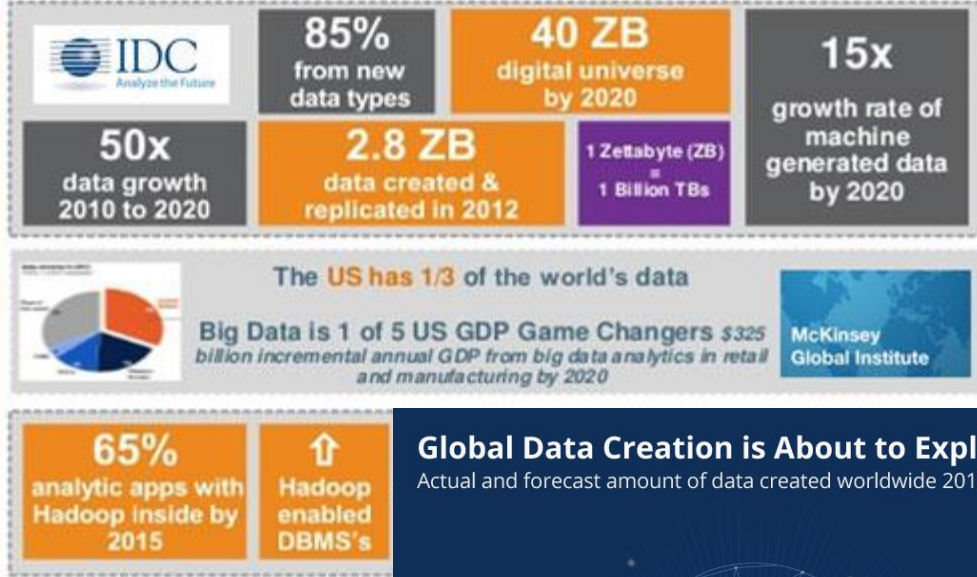 IDC
Analyze the Future
85%
from new
data types
40 ZB
digital universe
by 2020
15x
growth rate of
machine
generated data
by 2020
50x
data growth
2010 to 2020
2.8 ZB
data created &
replicated in 2012
1 Zettabyte (ZB)
=
1 Billion TBs
The US has 1/3 of the world's data
Big Data is 1 of 5 US GDP Game Changers $325
billion incremental annual GDP from big data analytics in retail
and manufacturing by 2020
McKinsey
Global Institute
65%
analytic apps with
Hadoop inside by
2015
⇧
Hadoop
enabled
DBMS's
Global Data Creation is About to Expl
Actual and forecast amount of data created worldwide 201